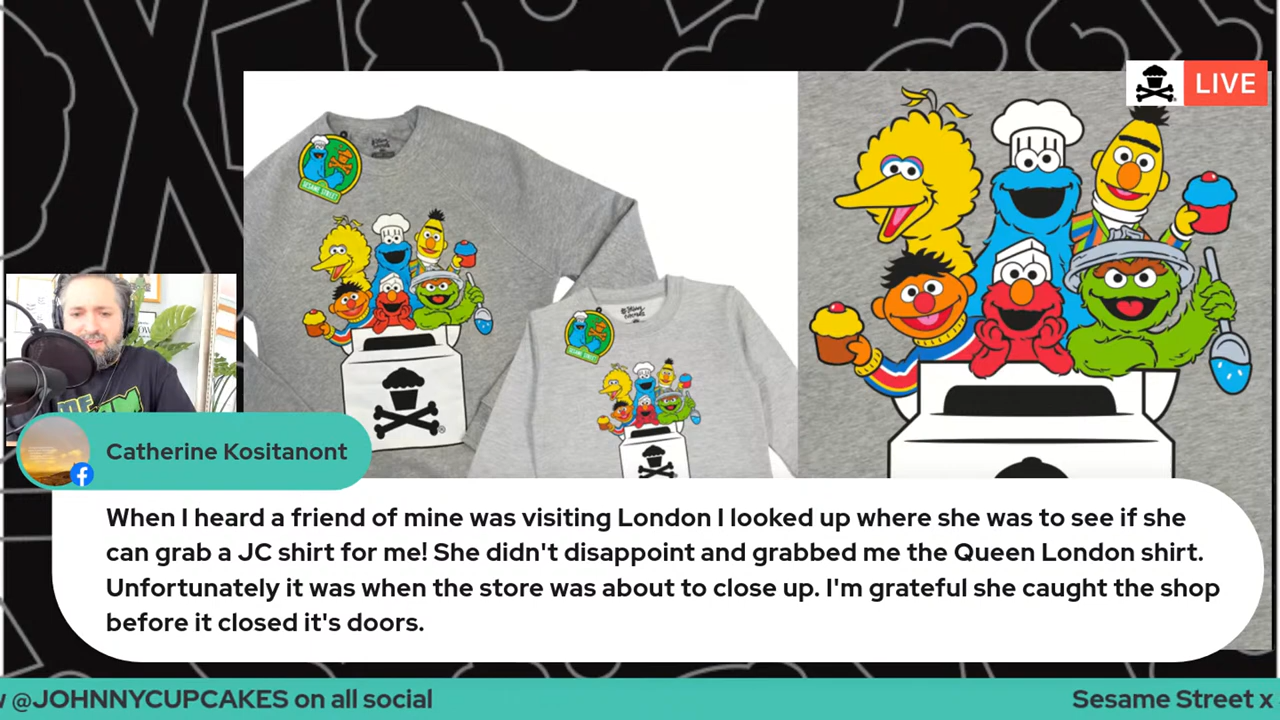 LIVE
SESAME STREET
SESAME STREET
Catherine Kositanont
When I heard a friend of mine was visiting London I looked up where she was to see if she
can grab a JC shirt for me! She didn't disappoint and grabbed me the Queen London shirt.
Unfortunately it was when the store was about to close up. I'm grateful she caught the shop
before it closed it's doors.
@JOHNNYCUPCAKES on all social
Sesame Street x